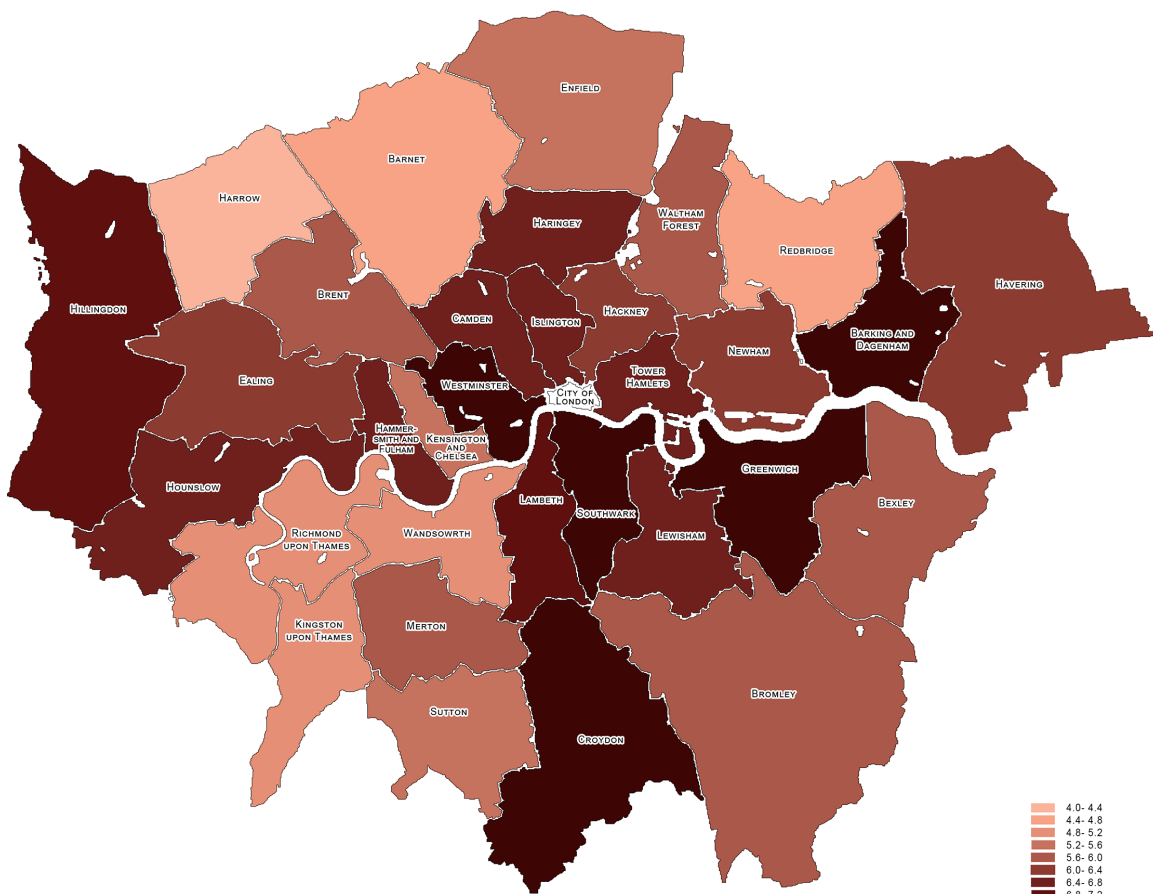 ENFIELD
BARNET
HARROW
HARINGEY
WALTHAM
FOREST
REDBRIDGE
HAVERING
HILLINGDON
BRENT
CAMDEN
ISLINGTON
HACKNEY
NEWHAM
BARKING AND
DAGENHAM
EALING
WESTMINSTER
TOWER
HAMLETS
CITY OF
LONDON
HAMMER-
SMITH AND
FULHAM
KENSINGTON
AND
CHELSEA
GREENWICH
HOUNSLOW
LAMBETH
SOUTHWARK
BEXLEY
RICHMOND
UPON THAMES
WANDSOWRTH
LEWISHAM
KINGSTON
UPON THAMES
MERTON
BROMLEY
SUTTON
CROYDON
4.0- 4.4
4.4- 4.8
4.8- 5.2
5.2- 5.6
5.6- 6.0
6.0- 6.4
6.4- 6.8
6.8- 7.2